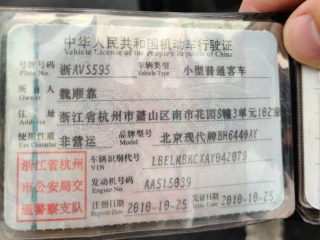 中华人民共和国机动车行驶证
Vehicle License of the People's Republic of China
号牌号码 浙AVS595 车辆类型 小型普通客车
Plate No. Vehicle Type
所有人 魏顺霖
Owner
住址 浙江省杭州市萧山区南市花园8幢3单元102室
Address
使用性质 非营运 品牌型号 北京现代牌BH6440AY
Use Character Model
浙江省杭州市公安局交通警察支队
车辆识别代号 LBELKBKCXAY042079
VIN
发动机号码 AA515039
Engine No.
注册日期 2010-10-25 发证日期 2010-10-25
Register Date Issue Date